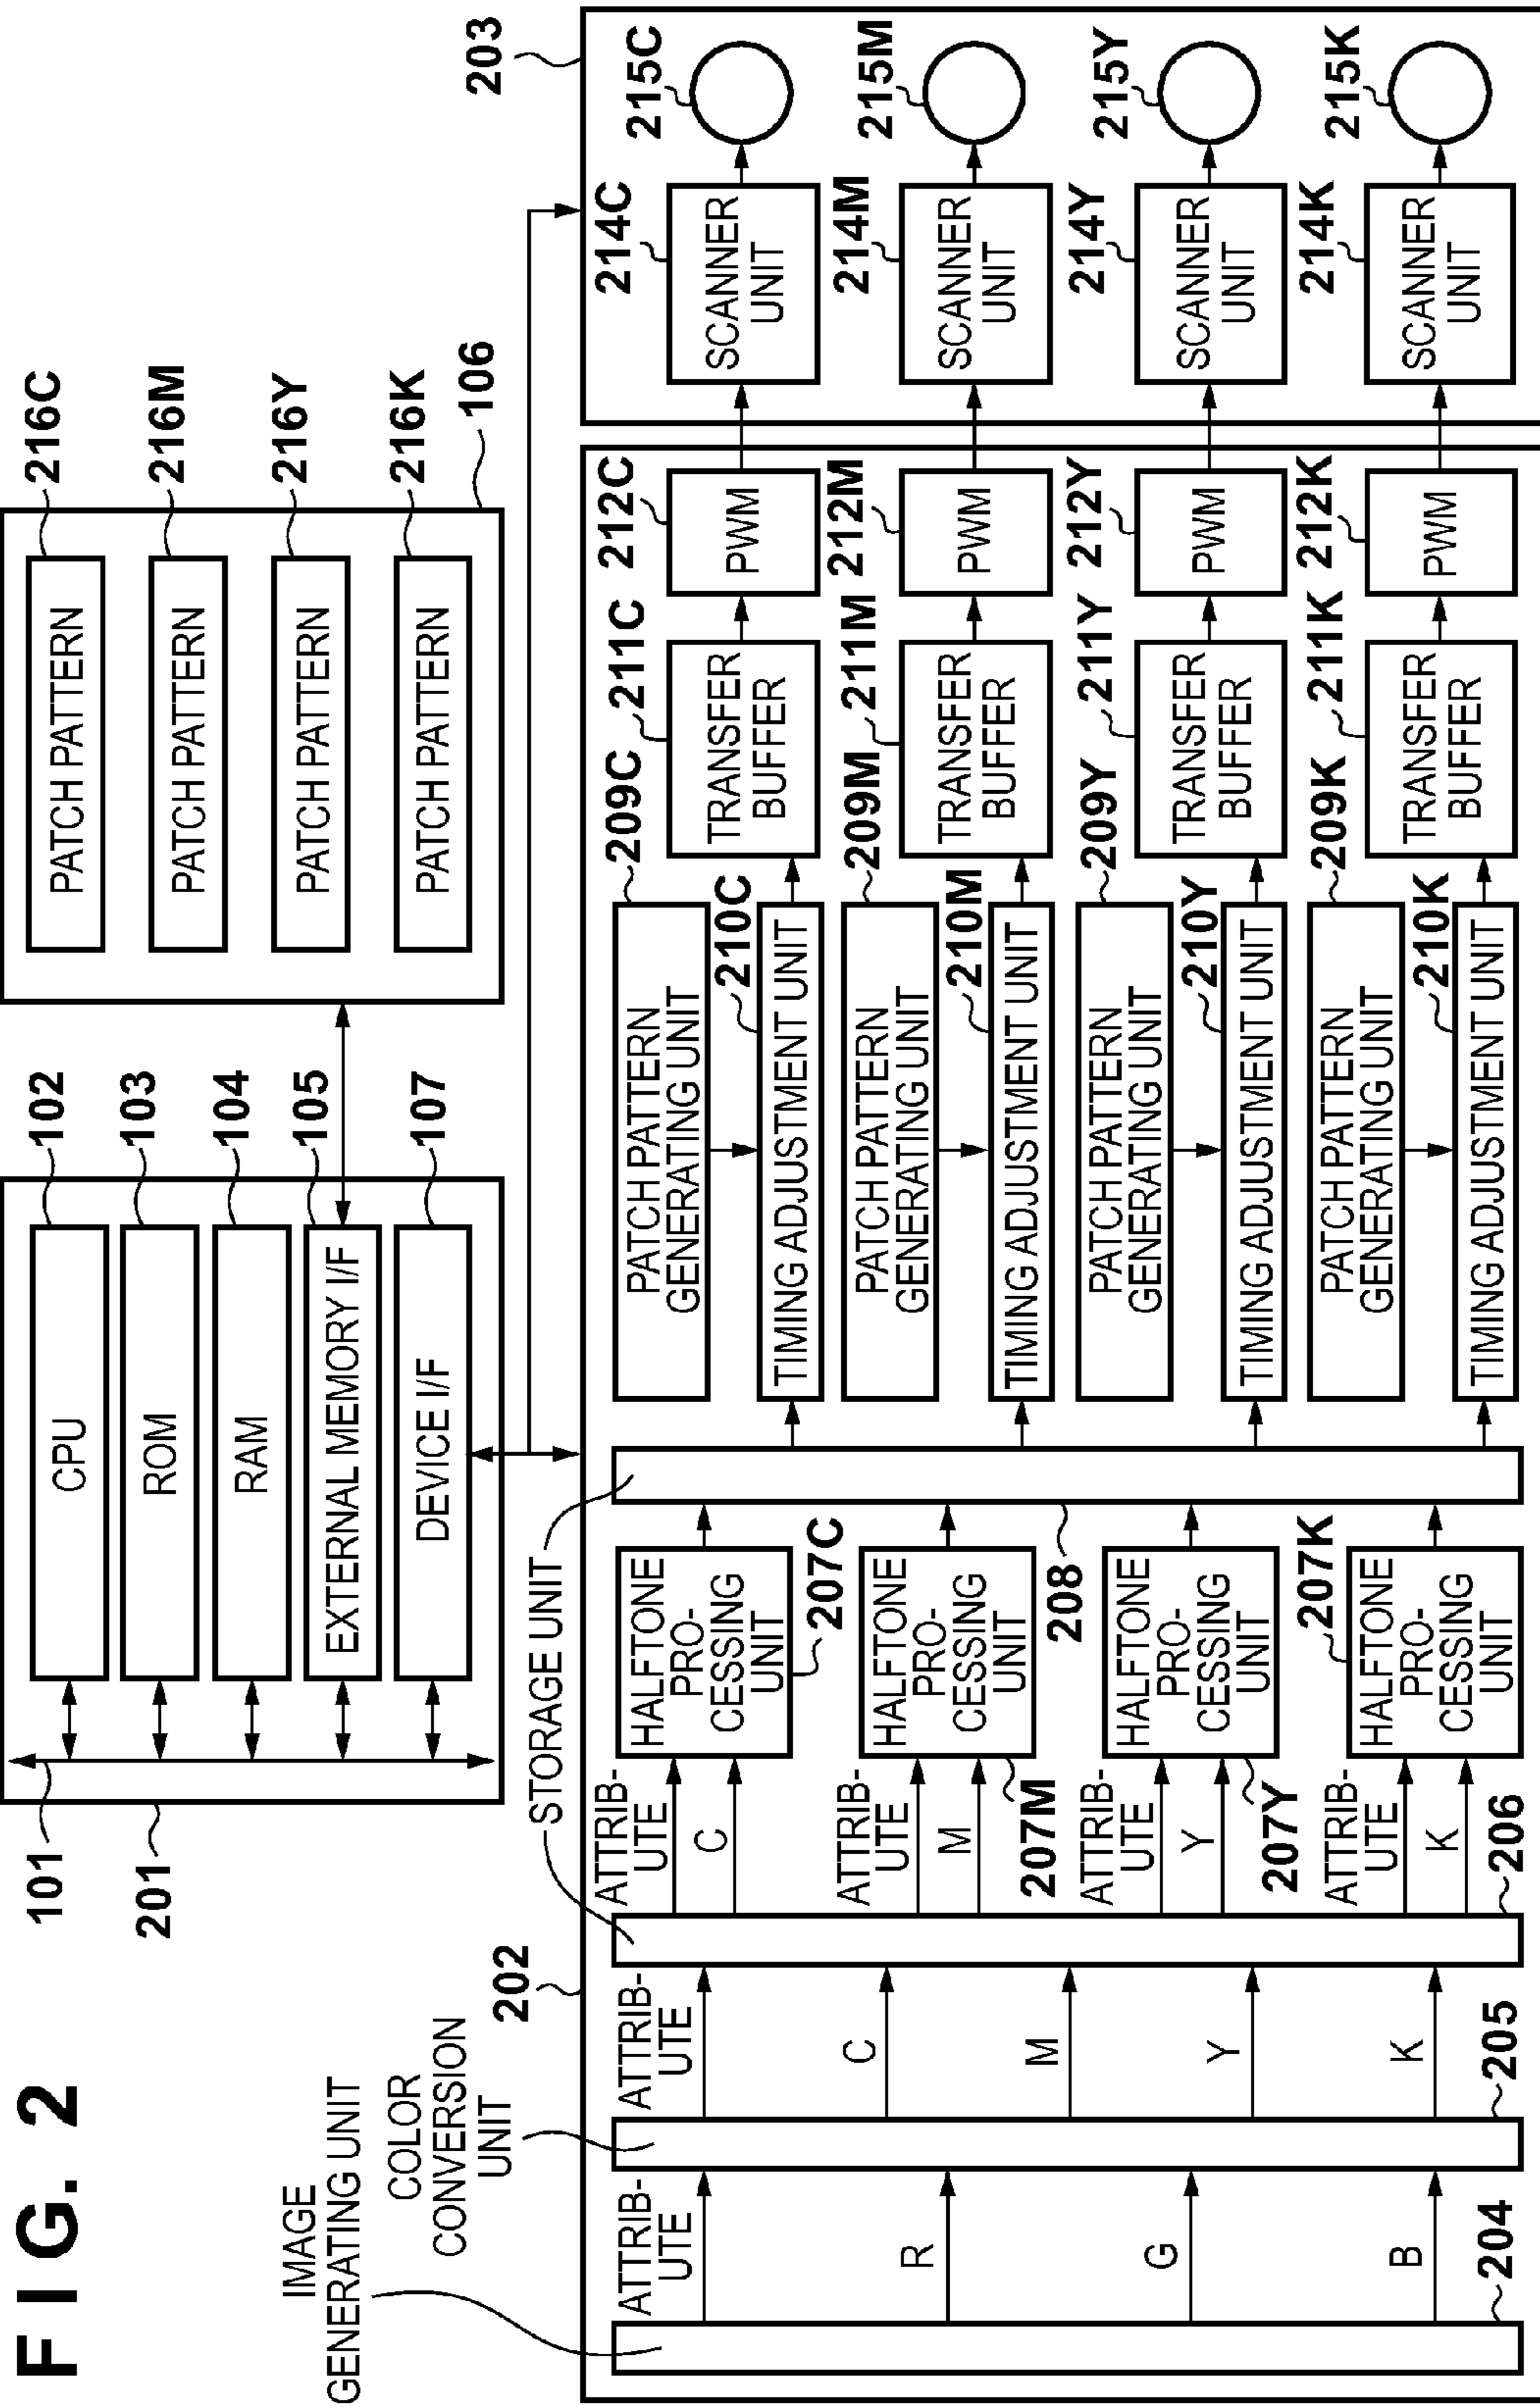 FIG. 2
201
101
CPU
102
ROM
103
RAM
104
EXTERNAL MEMORY I/F
105
DEVICE I/F
107
PATCH PATTERN
216C
PATCH PATTERN
216M
PATCH PATTERN
216Y
PATCH PATTERN
216K
106
IMAGE
GENERATING UNIT
COLOR
CONVERSION
UNIT
202
STORAGE UNIT
203
204
ATTRIB-
UTE
R
G
B
205
ATTRIB-
UTE
C
M
Y
K
206
ATTRIB-
UTE
C
HALFTONE
PRO-
CESSING
UNIT
207C
ATTRIB-
UTE
M
HALFTONE
PRO-
CESSING
UNIT
207M
ATTRIB-
UTE
Y
HALFTONE
PRO-
CESSING
UNIT
207Y
ATTRIB-
UTE
K
HALFTONE
PRO-
CESSING
UNIT
207K
208
PATCH PATTERN
GENERATING UNIT
209C
TIMING ADJUSTMENT UNIT
210C
TRANSFER
BUFFER
211C
PWM
212C
SCANNER
UNIT
214C
215C
PATCH PATTERN
GENERATING UNIT
209M
TIMING ADJUSTMENT UNIT
210M
TRANSFER
BUFFER
211M
PWM
212M
SCANNER
UNIT
214M
215M
PATCH PATTERN
GENERATING UNIT
209Y
TIMING ADJUSTMENT UNIT
210Y
TRANSFER
BUFFER
211Y
PWM
212Y
SCANNER
UNIT
214Y
215Y
PATCH PATTERN
GENERATING UNIT
209K
TIMING ADJUSTMENT UNIT
210K
TRANSFER
BUFFER
211K
PWM
212K
SCANNER
UNIT
214K
215K